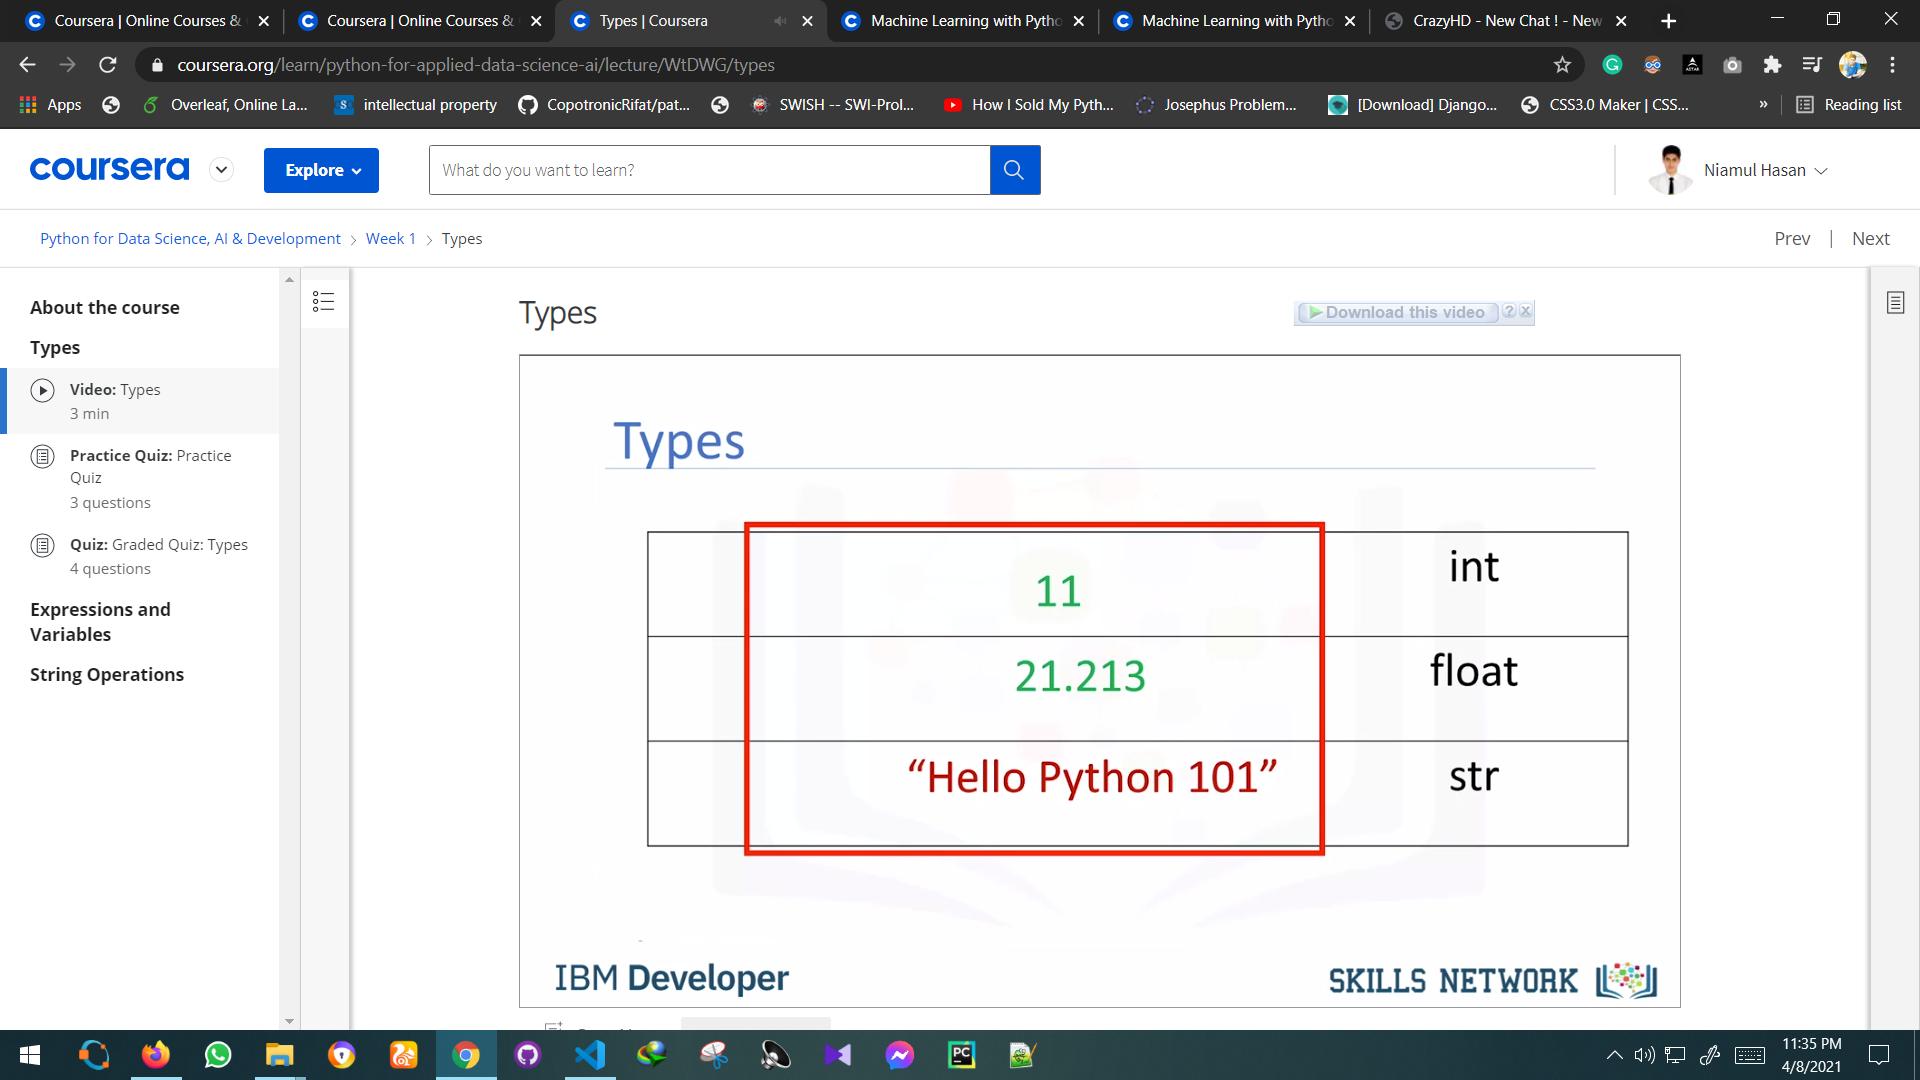 Coursera | Online Courses &
Coursera | Online Courses &
Types | Coursera
Machine Learning with Pytho
Machine Learning with Pytho
CrazyHD - New Chat ! - New
coursera.org/learn/python-for-applied-data-science-ai/lecture/WtDWG/types
Apps
Overleaf, Online La...
intellectual property
CopotronicRifat/pat...
SWISH -- SWI-Prol...
How I Sold My Pyth...
Josephus Problem...
[Download] Django...
CSS3.0 Maker | CSS...
»
Reading list
coursera
Explore
What do you want to learn?
Niamul Hasan
Python for Data Science, AI & Development > Week 1 > Types
Prev | Next
About the course
Types
Video: Types
3 min
Practice Quiz: Practice
Quiz
3 questions
Quiz: Graded Quiz: Types
4 questions
Expressions and
Variables
String Operations
Types
Download this video
Types
11
int
21.213
float
“Hello Python 101”
str
IBM Developer
SKILLS NETWORK
11:35 PM
4/8/2021